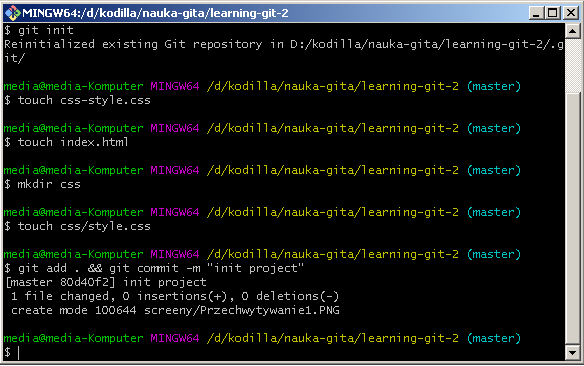 MINGW64:/d/kodilla/nauka-gita/learning-git-2
$ git init
Reinitialized existing Git repository in D:/kodilla/nauka-gita/learning-git-2/.g
it/
media@media-Komputer MINGW64 /d/kodilla/nauka-gita/learning-git-2 (master)
$ touch css-style.css
media@media-Komputer MINGW64 /d/kodilla/nauka-gita/learning-git-2 (master)
$ touch index.html
media@media-Komputer MINGW64 /d/kodilla/nauka-gita/learning-git-2 (master)
$ mkdir css
media@media-Komputer MINGW64 /d/kodilla/nauka-gita/learning-git-2 (master)
$ touch css/style.css
media@media-Komputer MINGW64 /d/kodilla/nauka-gita/learning-git-2 (master)
$ git add . && git commit -m "init project"
[master 80d40f2] init project
1 file changed, 0 insertions(+), 0 deletions(-)
create mode 100644 screeny/Przechwytywanie1.PNG
media@media-Komputer MINGW64 /d/kodilla/nauka-gita/learning-git-2 (master)
$